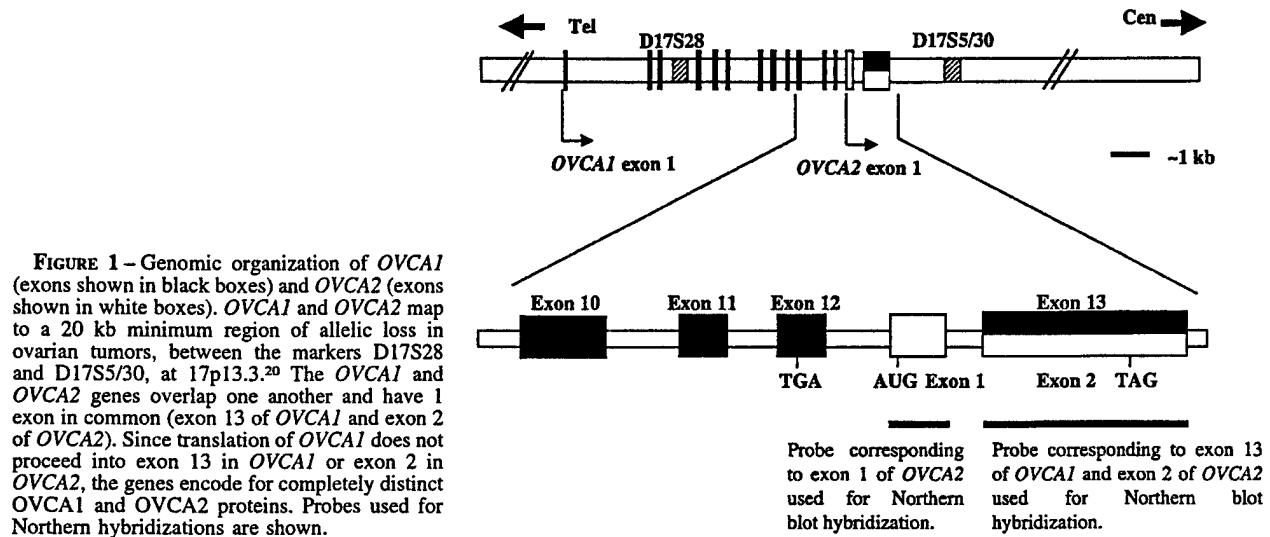 Tel
Cen
D17S28
D17S5/30
OVCA1 exon 1
OVCA2 exon 1
~1 kb
FIGURE 1 – Genomic organization of OVCA1
(exons shown in black boxes) and OVCA2 (exons
shown in white boxes). OVCA1 and OVCA2 map
to a 20 kb minimum region of allelic loss in
ovarian tumors, between the markers D17S28
and D17S5/30, at 17p13.3.20 The OVCA1 and
OVCA2 genes overlap one another and have 1
exon in common (exon 13 of OVCA1 and exon 2
of OVCA2). Since translation of OVCA1 does not
proceed into exon 13 in OVCA1 or exon 2 in
OVCA2, the genes encode for completely distinct
OVCA1 and OVCA2 proteins. Probes used for
Northern hybridizations are shown.
Exon 10
Exon 11
Exon 12
Exon 13
TGA
AUG Exon 1
Exon 2
TAG
Probe corresponding
to exon 1 of OVCA2
used for Northern
blot hybridization.
Probe corresponding to exon 13
of OVCA1 and exon 2 of OVCA2
used for Northern blot
hybridization.